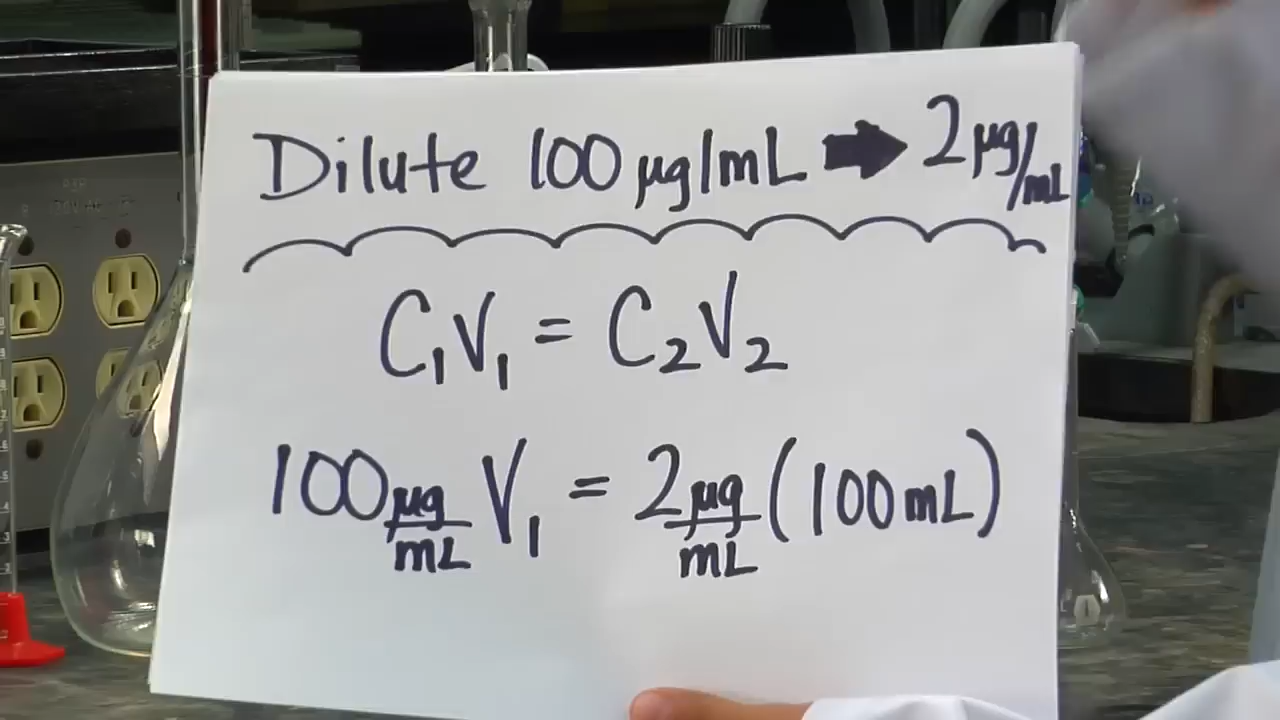 Dilute 100 µg/mL ➡ 2 µg/mL
C₁V₁ = C₂V₂
100 µg/mL V₁ = 2 µg/mL (100 mL)